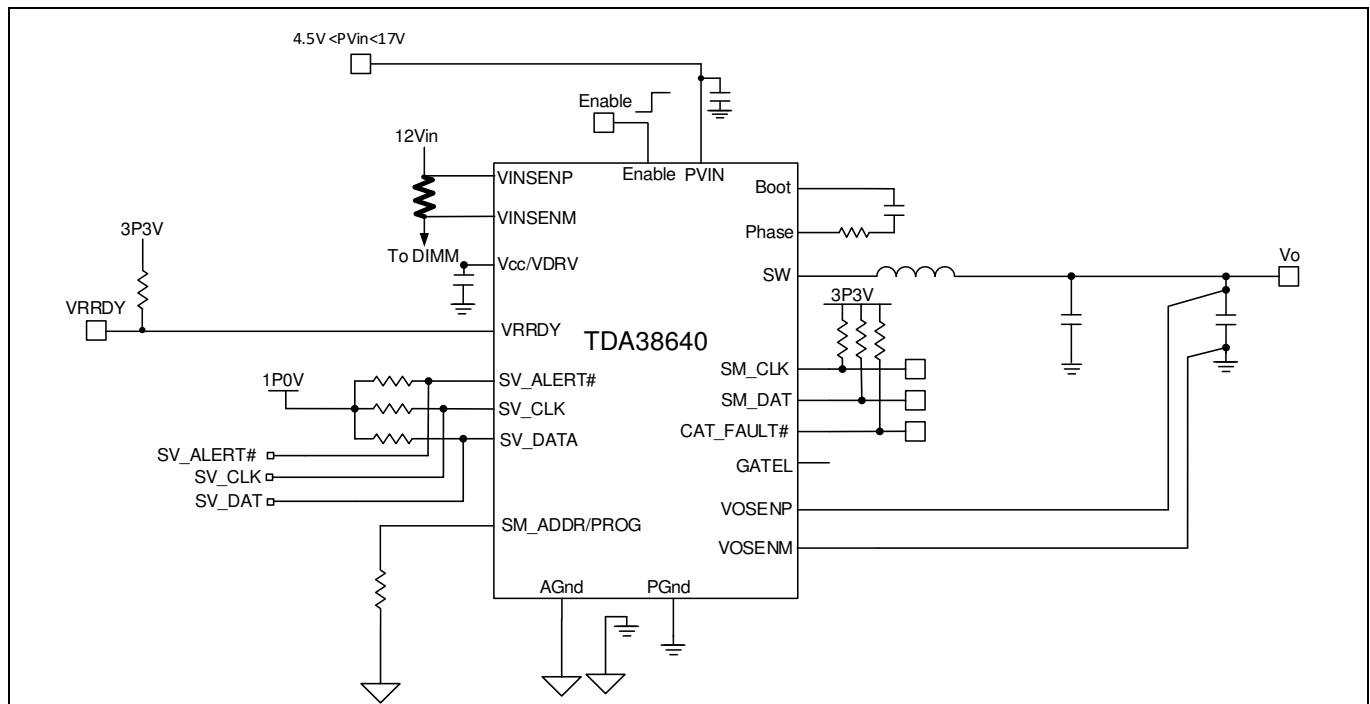 4.5V <PVin<17V
Enable
12Vin
Enable PVIN
VINSENP
Boot
VINSENM
Phase
3P3V
To DIMM
Vcc/VDRV
SW
Vo
3P3V
VRRDY
VRRDY
TDA38640
SM_CLK
1P0V
SV_ALERT#
SM_DAT
SV_CLK
CAT_FAULT#
SV_DATA
SV_ALERT#
GATEL
SV_CLK
SV_DAT
VOSENP
SM_ADDR/PROG
VOSENM
AGnd
PGnd